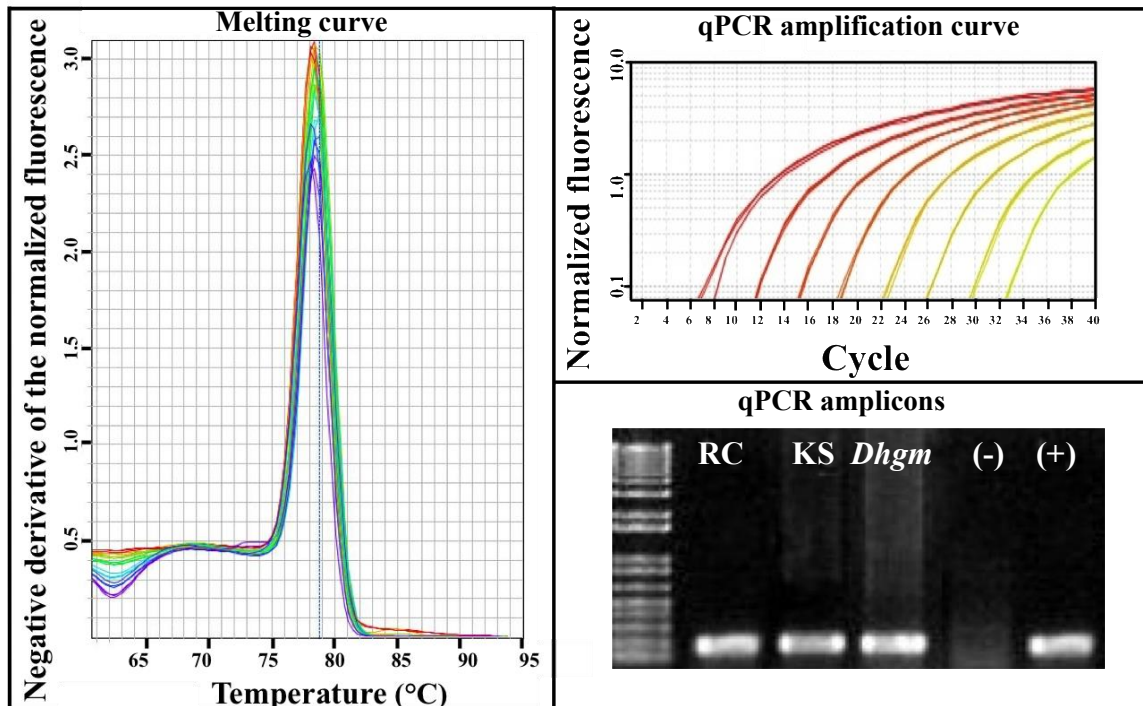 Melting curve
Negative derivative of the normalized fluorescence
3.0
2.5
2.0
1.5
1.0
0.5
65 70 75 80 85 90 95
Temperature (°C)
qPCR amplification curve
Normalized fluorescence
10.0
1.0
0.1
2 4 6 8 10 12 14 16 18 20 22 24 26 28 30 32 34 36 38 40
Cycle
qPCR amplicons
RC KS Dhgm (-) (+)